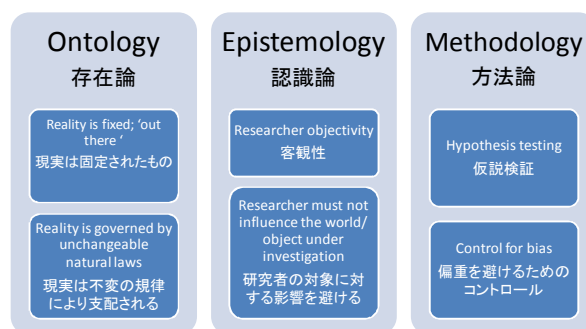 Ontology
存在論
Reality is fixed; 'out
there '
現実は固定されたもの
Reality is governed by
unchangeable
natural laws
現実は不変の規律
により支配される
Epistemology
認識論
Researcher objectivity
客観性
Researcher must not
influence the world/
object under
investigation
研究者の対象に対
する影響を避ける
Methodology
方法論
Hypothesis testing
仮説検証
Control for bias
偏重を避けるための
コントロール